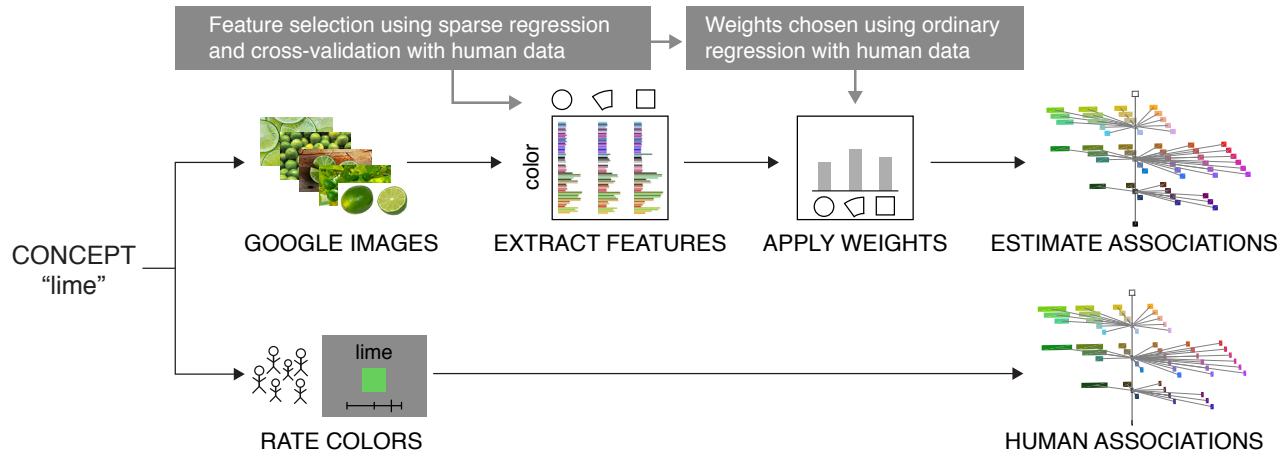 Feature selection using sparse regression
and cross-validation with human data
Weights chosen using ordinary
regression with human data
color
GOOGLE IMAGES
EXTRACT FEATURES
APPLY WEIGHTS
ESTIMATE ASSOCIATIONS
CONCEPT
“lime”
lime
RATE COLORS
HUMAN ASSOCIATIONS